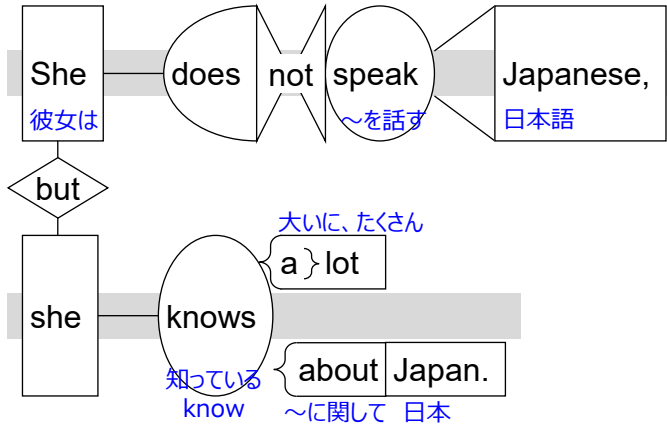 She does not speak Japanese,
彼女は ～を話す 日本語
but
大いに、たくさん
a lot
she knows
about Japan.
知っている
know ～に関して 日本